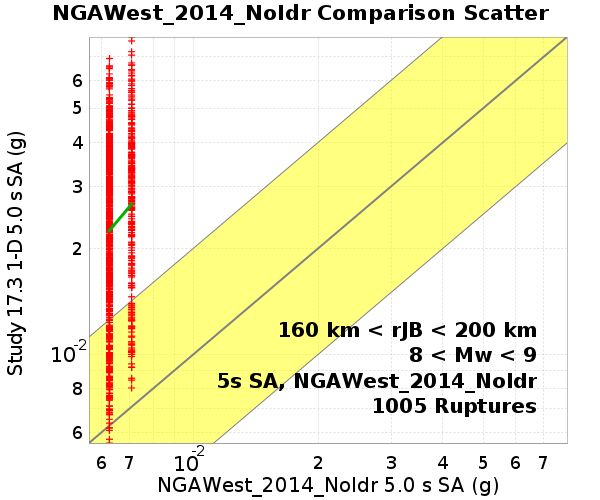 NGAWest_2014_NoIdr Comparison Scatter
Study 17.3 1-D 5.0 s SA (g)
6
5
4
3
2
10-2
8
6
160 km < rJB < 200 km
8 < Mw < 9
5s SA, NGAWest_2014_NoIdr
1005 Ruptures
6 7 10-2 2 3 4 5 6 7
NGAWest_2014_NoIdr 5.0 s SA (g)